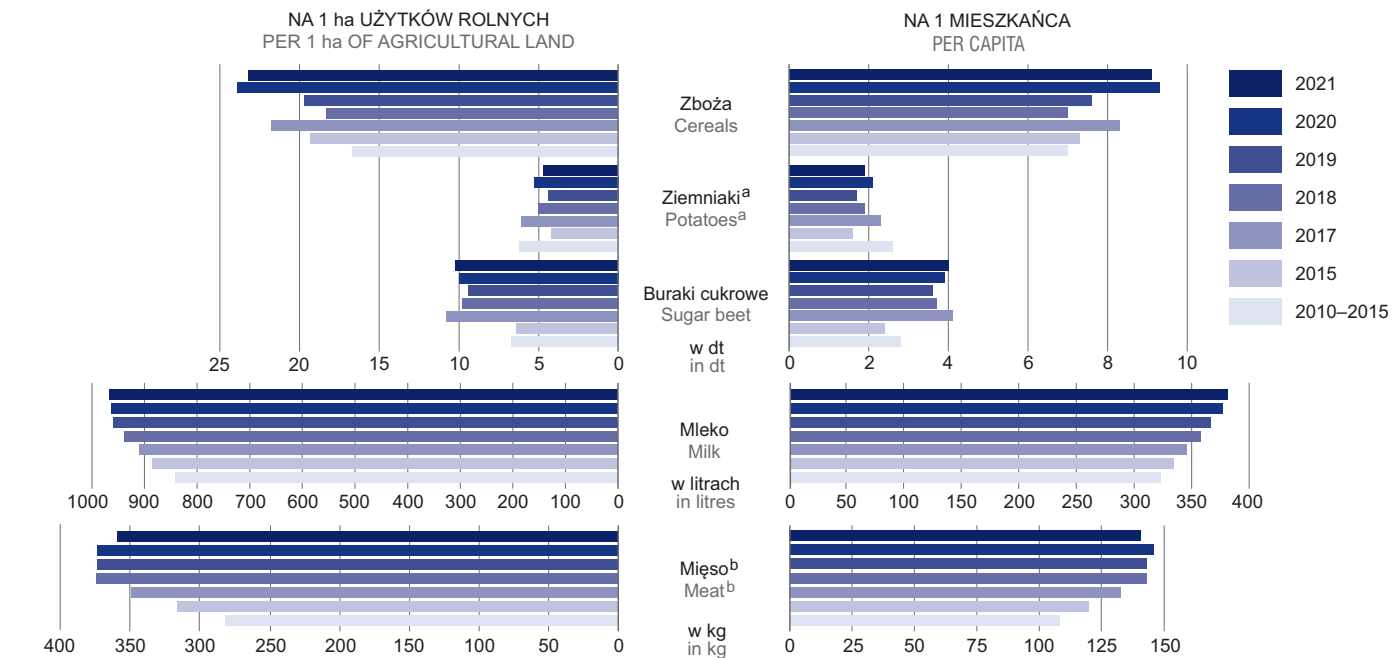 NA 1 ha UŻYTKÓW ROLNYCH
PER 1 ha OF AGRICULTURAL LAND
NA 1 MIESZKAŃCA
PER CAPITA
Zboża
Cereals
Ziemniaki a
Potatoes a
Buraki cukrowe
Sugar beet
w dt
in dt
25 20 15 10 5 0
0 2 4 6 8 10
Mleko
Milk
w litrach
in litres
1000 900 800 700 600 500 400 300 200 100 0
0 50 100 150 200 250 300 350 400
Mięso b
Meat b
w kg
in kg
400 350 300 250 200 150 100 50 0
0 25 50 75 100 125 150
2021
2020
2019
2018
2017
2015
2010–2015